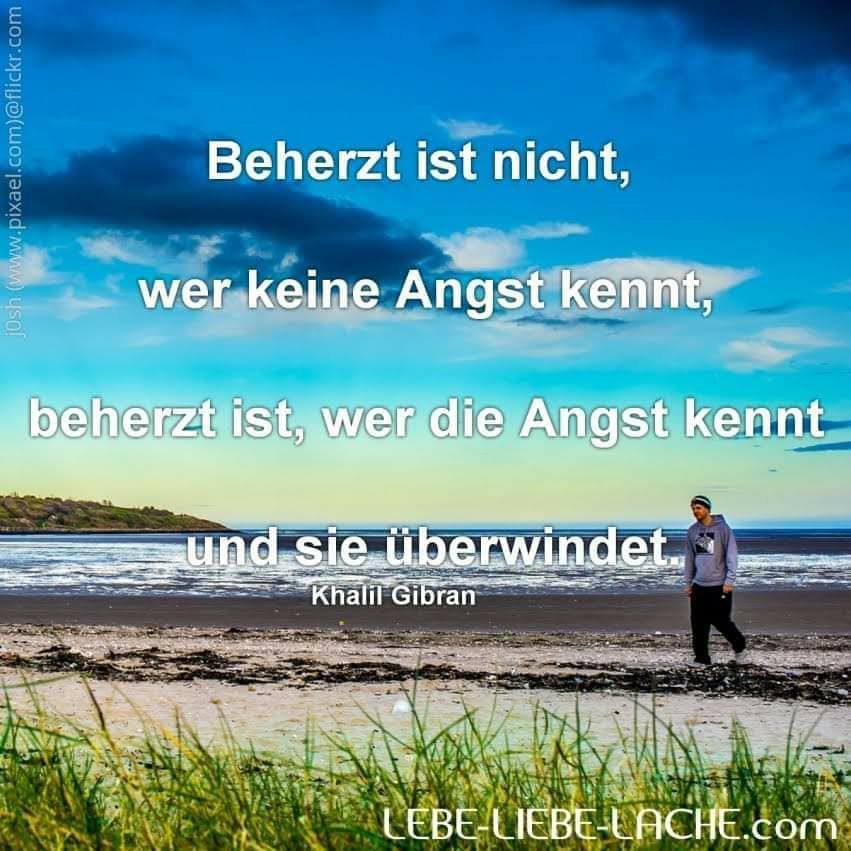 Beherzt ist nicht,
wer keine Angst kennt,
beherzt ist, wer die Angst kennt
und sie überwindet.
Khalil Gibran
j0sh (www.pixael.com)@flickr.com
LEBE-LIEBE-LACHE.com